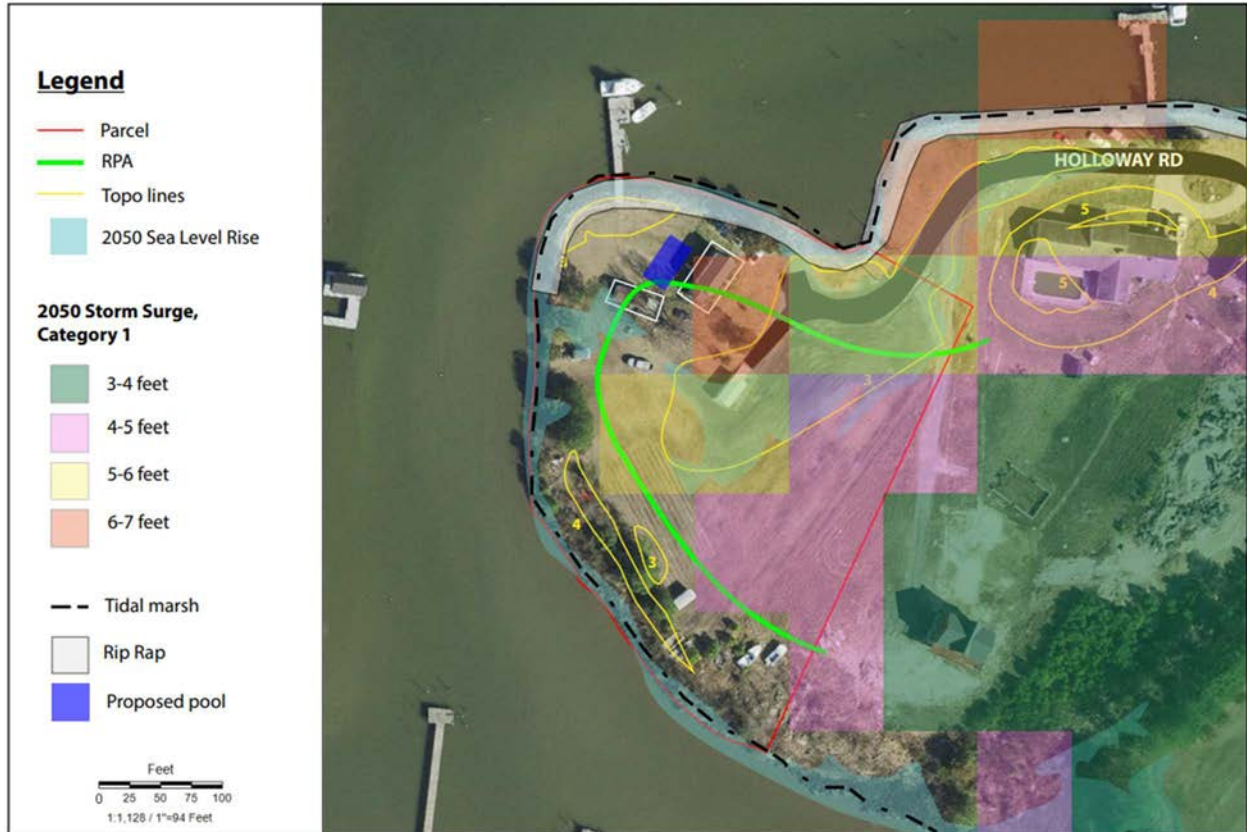 Legend
Parcel
RPA
Topo lines
2050 Sea Level Rise
2050 Storm Surge,
Category 1
3-4 feet
4-5 feet
5-6 feet
6-7 feet
Tidal marsh
Rip Rap
Proposed pool
Feet
0 25 50 75 100
1:1,128 / 1"=94 Feet
HOLLOWAY RD
5
5
4
3
4
3